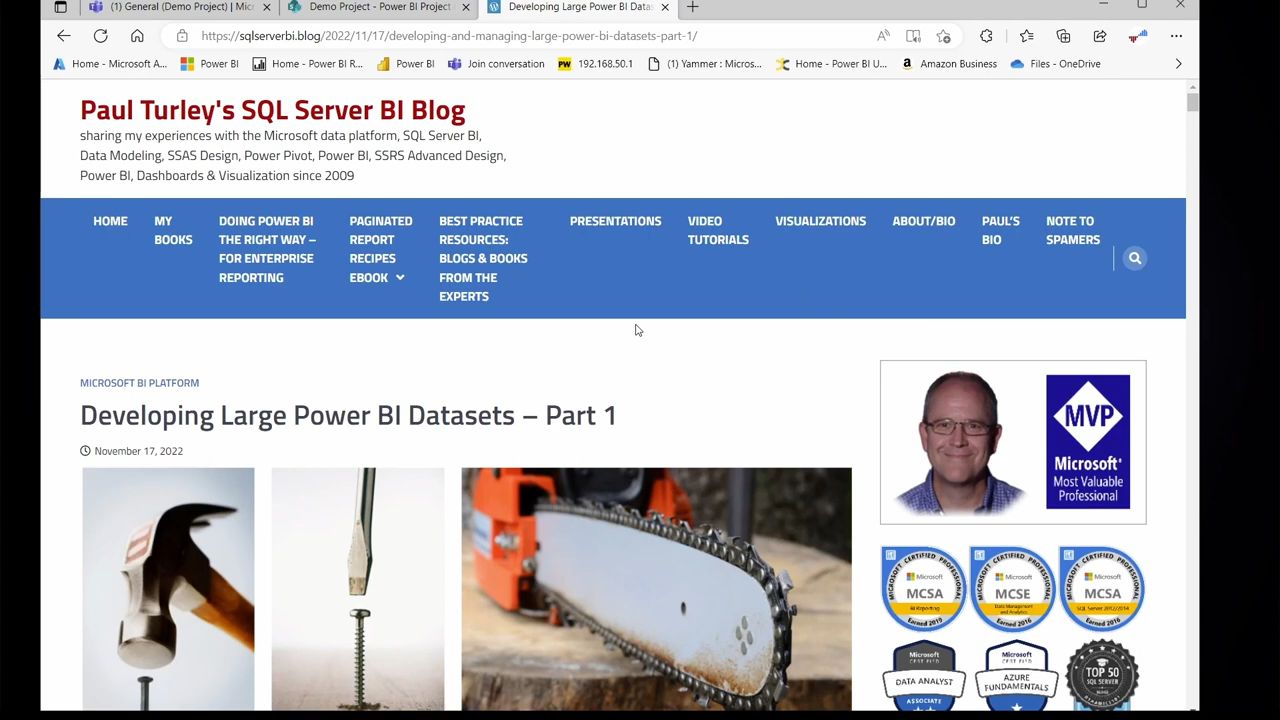 (1) General (Demo Project) | Micr
Demo Project - Power BI Project
Developing Large Power BI Datas
https://sqlserverbi.blog/2022/11/17/developing-and-managing-large-power-bi-datasets-part-1/
Home - Microsoft A...
Power BI
Home - Power BI R...
Power BI
Join conversation
PW
192.168.50.1
(1) Yammer : Micros...
Home - Power BI U...
Amazon Business
Files - OneDrive
Paul Turley's SQL Server BI Blog
sharing my experiences with the Microsoft data platform, SQL Server BI,
Data Modeling, SSAS Design, Power Pivot, Power BI, SSRS Advanced Design,
Power BI, Dashboards & Visualization since 2009
HOME
MY
BOOKS
DOING POWER BI
THE RIGHT WAY –
FOR ENTERPRISE
REPORTING
PAGINATED
REPORT
RECIPES
EBOOK
BEST PRACTICE
RESOURCES:
BLOGS & BOOKS
FROM THE
EXPERTS
PRESENTATIONS
VIDEO
TUTORIALS
VISUALIZATIONS
ABOUT/BIO
PAUL'S
BIO
NOTE TO
SPAMERS
MICROSOFT BI PLATFORM
Developing Large Power BI Datasets – Part 1
November 17, 2022
MVP
Microsoft®
Most Valuable
Professional
MICROSOFT CERTIFIED PROFESSIONAL
Microsoft
MCSA
BI Reporting
Earned 2019
MICROSOFT CERTIFIED PROFESSIONAL
Microsoft
MCSE
Data Management
and Analytics
Earned 2016
MICROSOFT CERTIFIED PROFESSIONAL
Microsoft
MCSA
SQL Server 2012/2014
Earned 2016
Microsoft
CERTIFIED
DATA ANALYST
ASSOCIATE
Microsoft
CERTIFIED
AZURE
FUNDAMENTALS
TOP 50
SQL SERVER